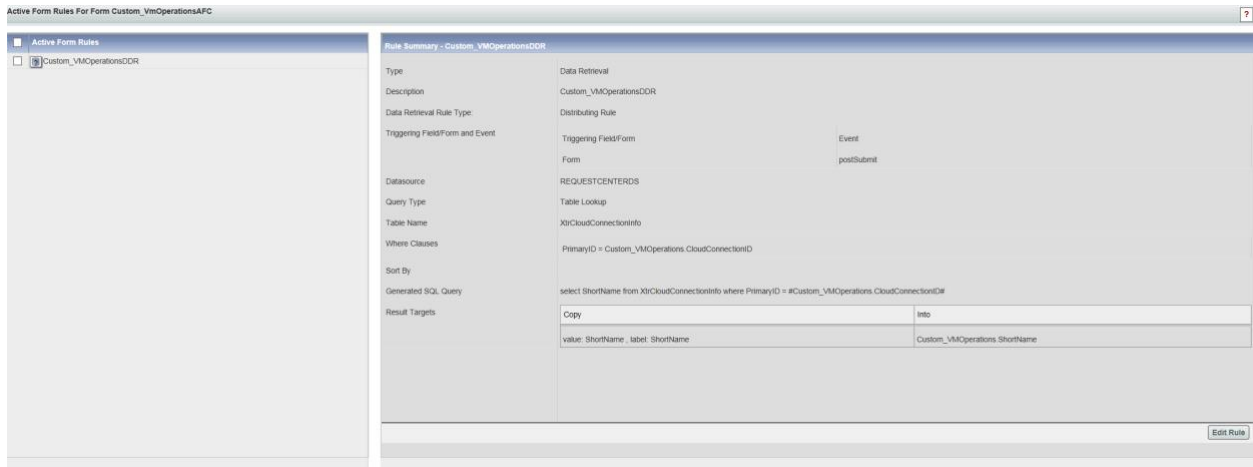 Active Form Rules For Form Custom_VmOperationsAFC
?
Active Form Rules
Custom_VMOperationsDDR
Rule Summary - Custom_VMOperationsDDR
Type Data Retrieval
Description Custom_VMOperationsDDR
Data Retrieval Rule Type: Distributing Rule
Triggering Field/Form and Event
Triggering Field/Form Event
Form postSubmit
Datasource REQUESTCENTERDS
Query Type Table Lookup
Table Name XtrCloudConnectionInfo
Where Clauses PrimaryID = Custom_VMOperations.CloudConnectionID
Sort By
Generated SQL Query select ShortName from XtrCloudConnectionInfo where PrimaryID = #Custom_VMOperations.CloudConnectionID#
Result Targets Copy Into
value: ShortName , label: ShortName Custom_VMOperations.ShortName
Edit Rule